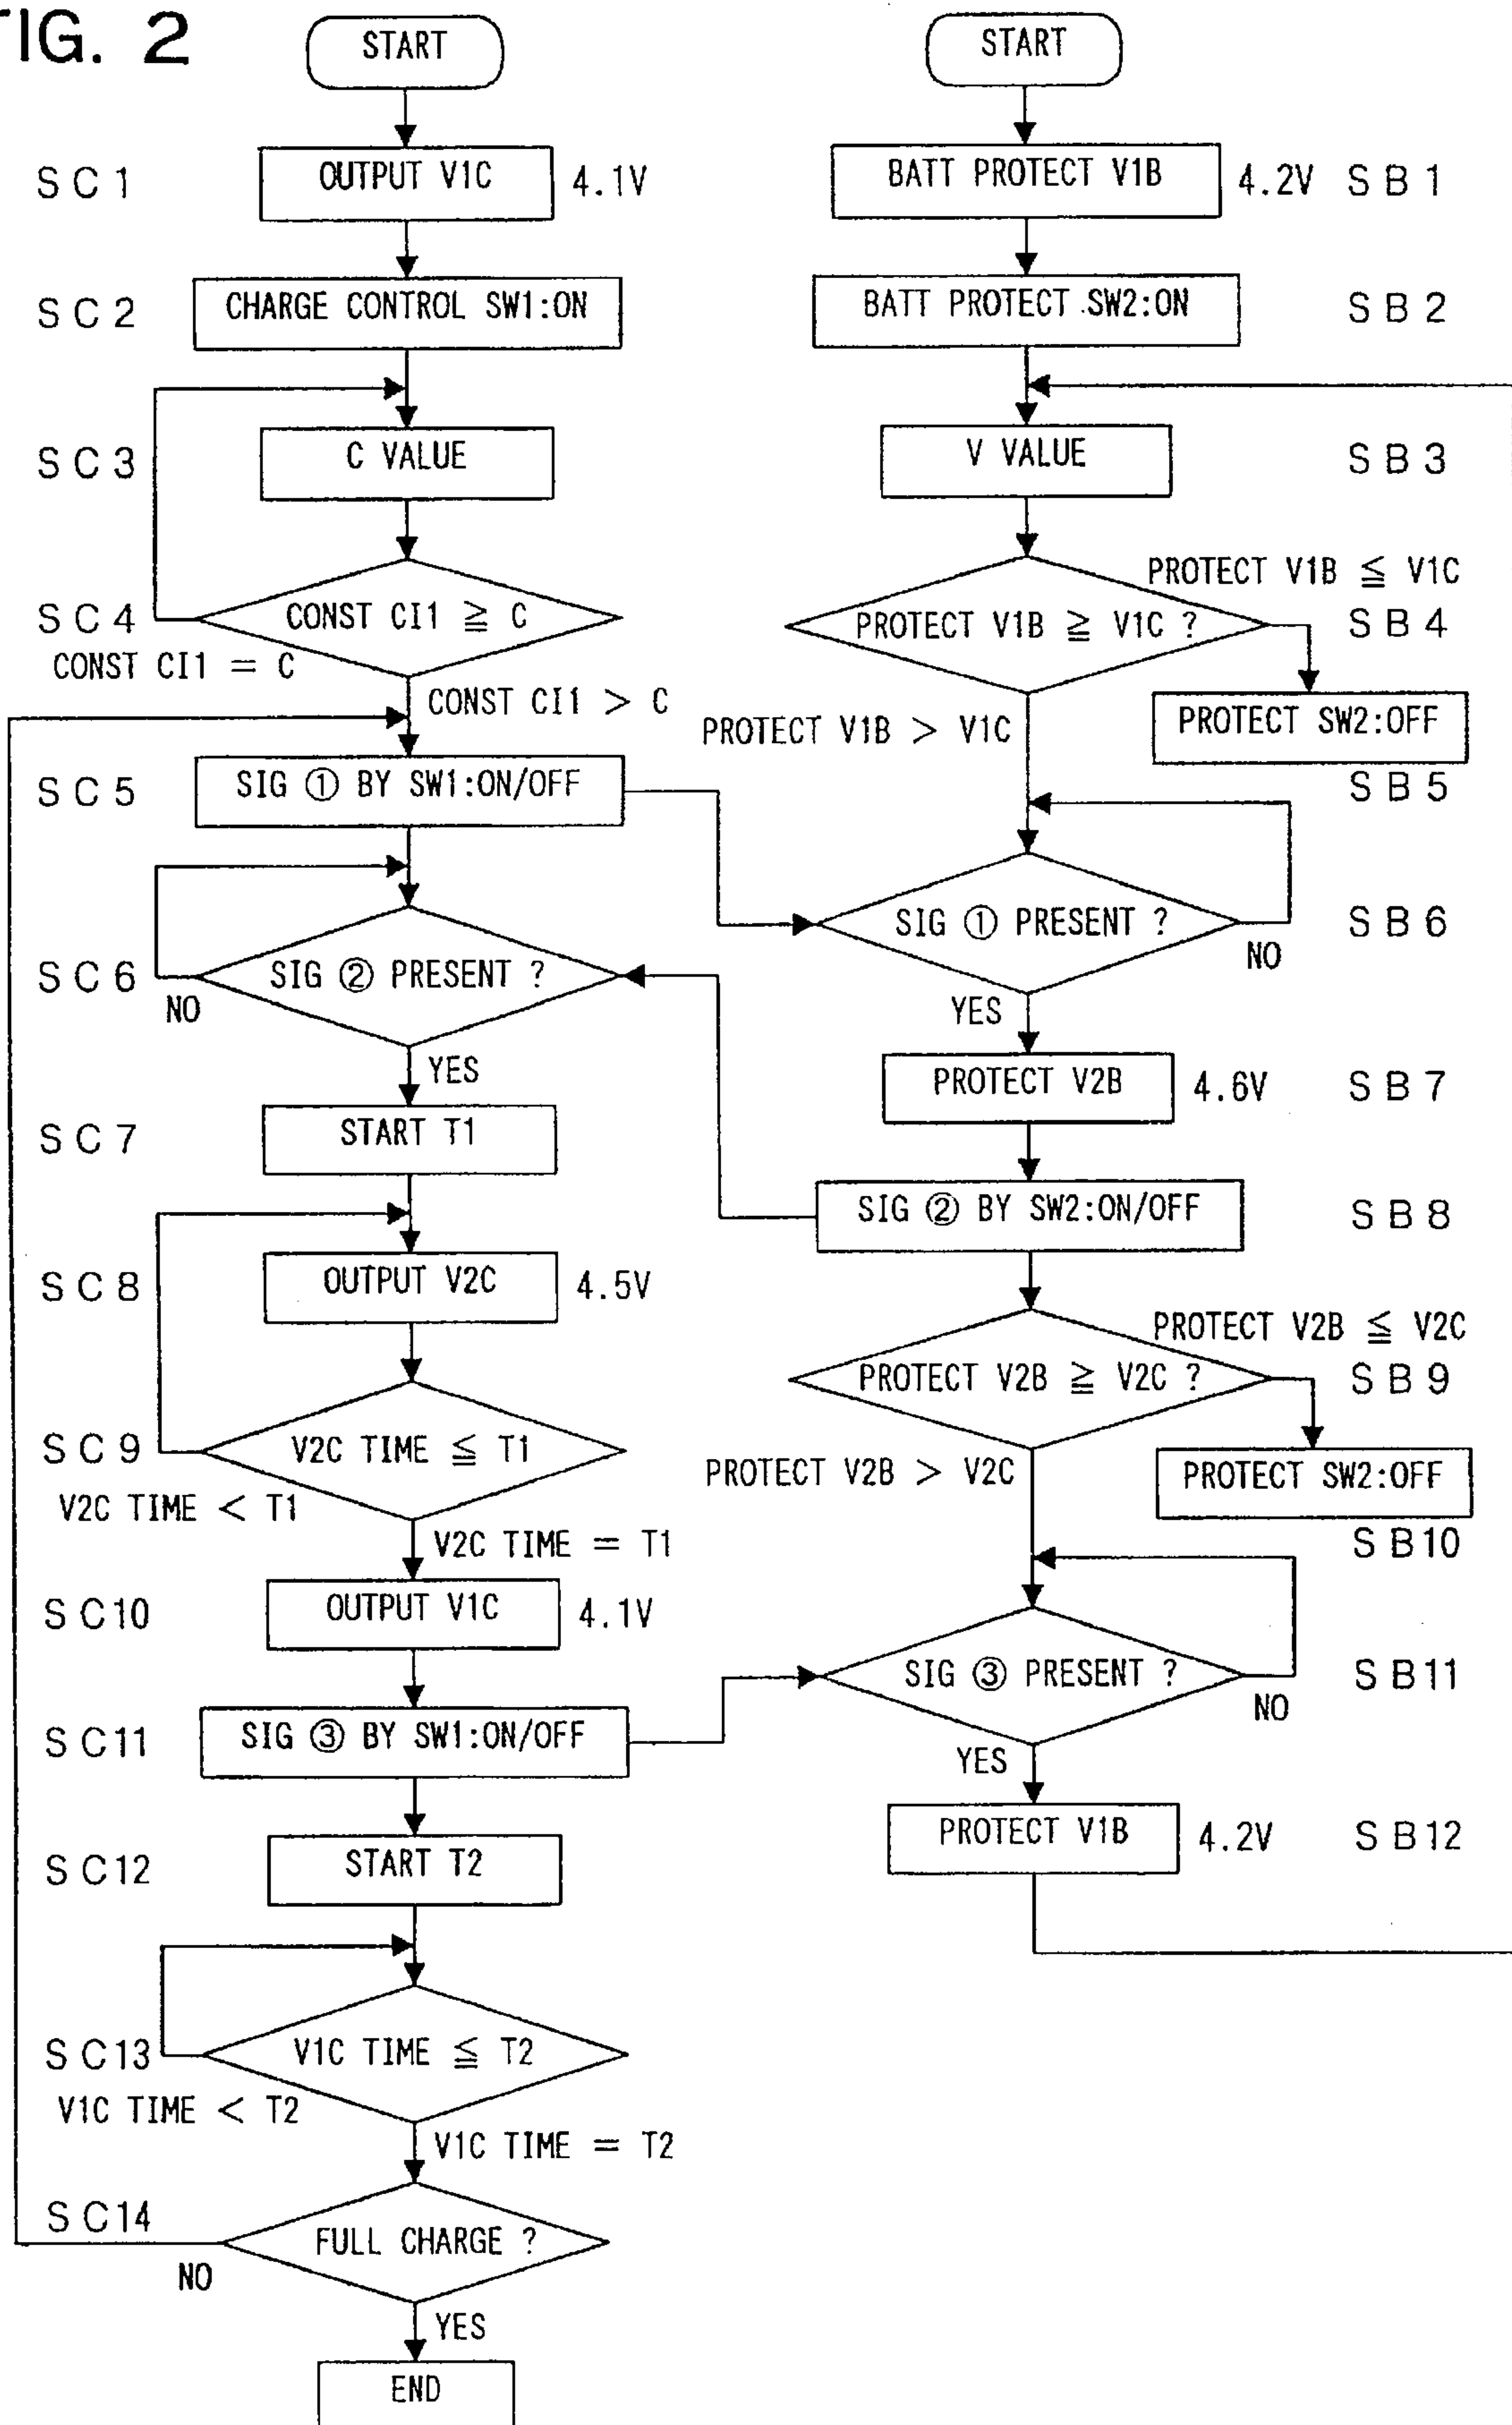 FIG. 2
START
SC1
OUTPUT V1C
4.1V
SC2
CHARGE CONTROL SW1:ON
SC3
C VALUE
SC4
CONST CI1 ≧ C
CONST CI1 = C
CONST CI1 > C
SC5
SIG ① BY SW1:ON/OFF
SC6
SIG ② PRESENT ?
NO
YES
SC7
START T1
SC8
OUTPUT V2C
4.5V
SC9
V2C TIME ≦ T1
V2C TIME < T1
V2C TIME = T1
SC10
OUTPUT V1C
4.1V
SC11
SIG ③ BY SW1:ON/OFF
SC12
START T2
SC13
V1C TIME ≦ T2
V1C TIME < T2
V1C TIME = T2
SC14
FULL CHARGE ?
NO
YES
END
START
BATT PROTECT V1B
4.2V
SB1
BATT PROTECT SW2:ON
SB2
V VALUE
SB3
PROTECT V1B ≦ V1C
PROTECT V1B ≧ V1C ?
SB4
PROTECT V1B > V1C
PROTECT SW2:OFF
SB5
SIG ① PRESENT ?
SB6
NO
YES
PROTECT V2B
4.6V
SB7
SIG ② BY SW2:ON/OFF
SB8
PROTECT V2B ≦ V2C
PROTECT V2B ≧ V2C ?
SB9
PROTECT V2B > V2C
PROTECT SW2:OFF
SB10
SIG ③ PRESENT ?
SB11
NO
YES
PROTECT V1B
4.2V
SB12